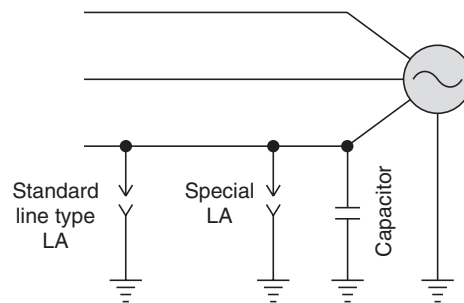 Standard
line type
LA
Special
LA
Capacitor